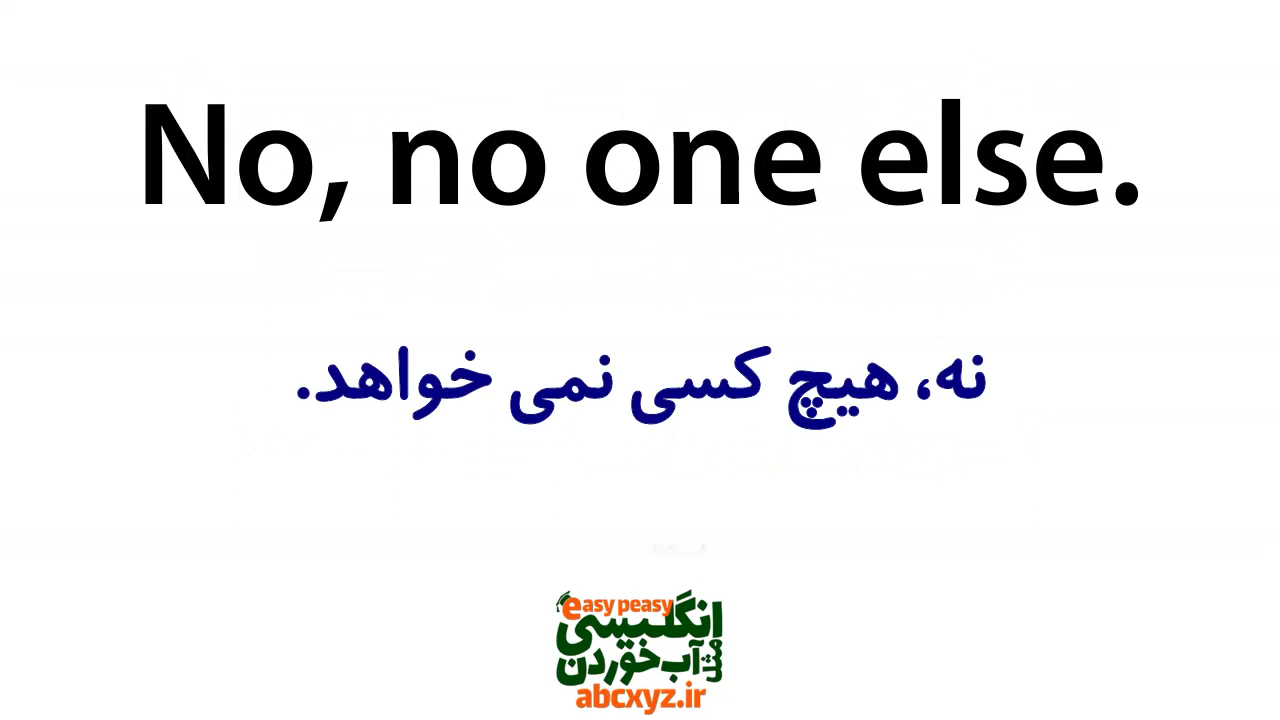 No, no one else.
نه، هیچ کسی نمی خواهد.
easy peasy
انگلیسی
مثل آب خوردن
abcxyz.ir